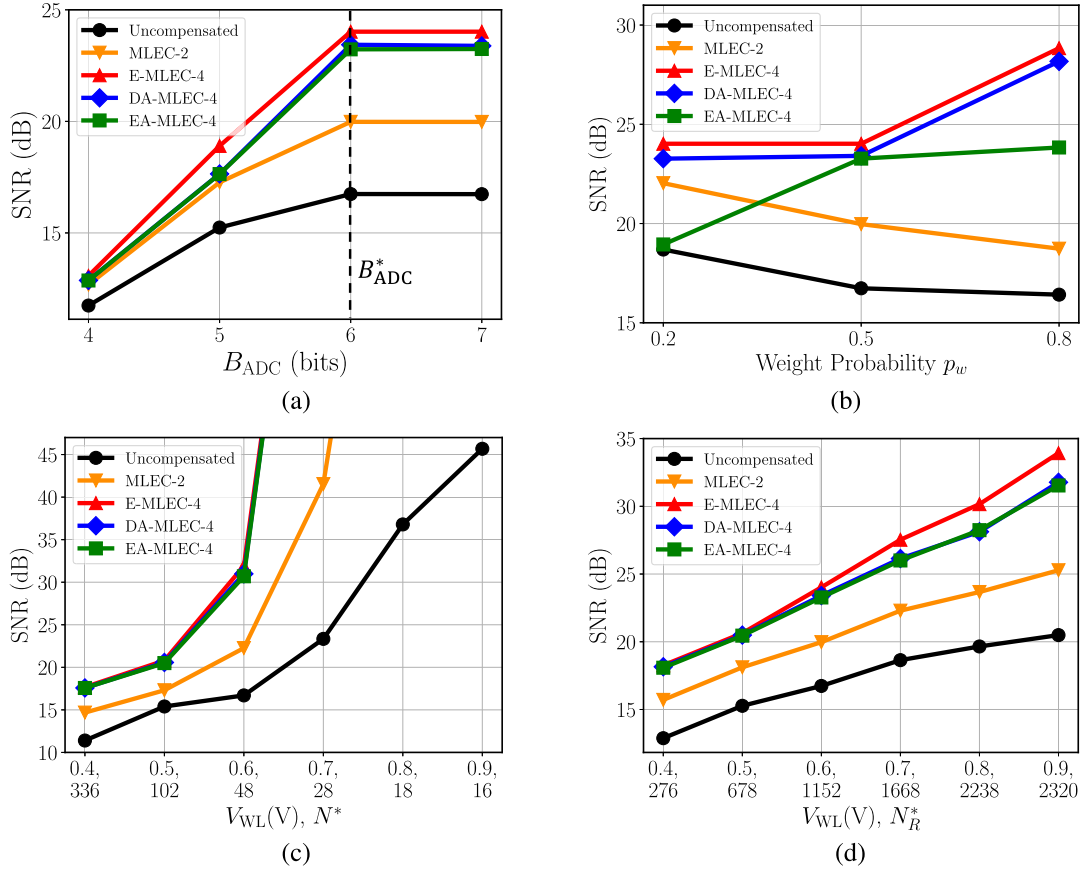 25
20
15
SNR (dB)
Uncompensated
MLEC-2
E-MLEC-4
DA-MLEC-4
EA-MLEC-4
B*ADC
4 5 6 7
BADC (bits)
(a)
30
25
20
15
SNR (dB)
Uncompensated
MLEC-2
E-MLEC-4
DA-MLEC-4
EA-MLEC-4
0.2 0.5 0.8
Weight Probability pw
(b)
45
40
35
30
25
20
15
10
SNR (dB)
Uncompensated
MLEC-2
E-MLEC-4
DA-MLEC-4
EA-MLEC-4
0.4, 0.5, 0.6, 0.7, 0.8, 0.9,
336 102 48 28 18 16
VWL(V), N*
(c)
35
30
25
20
15
SNR (dB)
Uncompensated
MLEC-2
E-MLEC-4
DA-MLEC-4
EA-MLEC-4
0.4, 0.5, 0.6, 0.7, 0.8, 0.9,
276 678 1152 1668 2238 2320
VWL(V), N*R
(d)